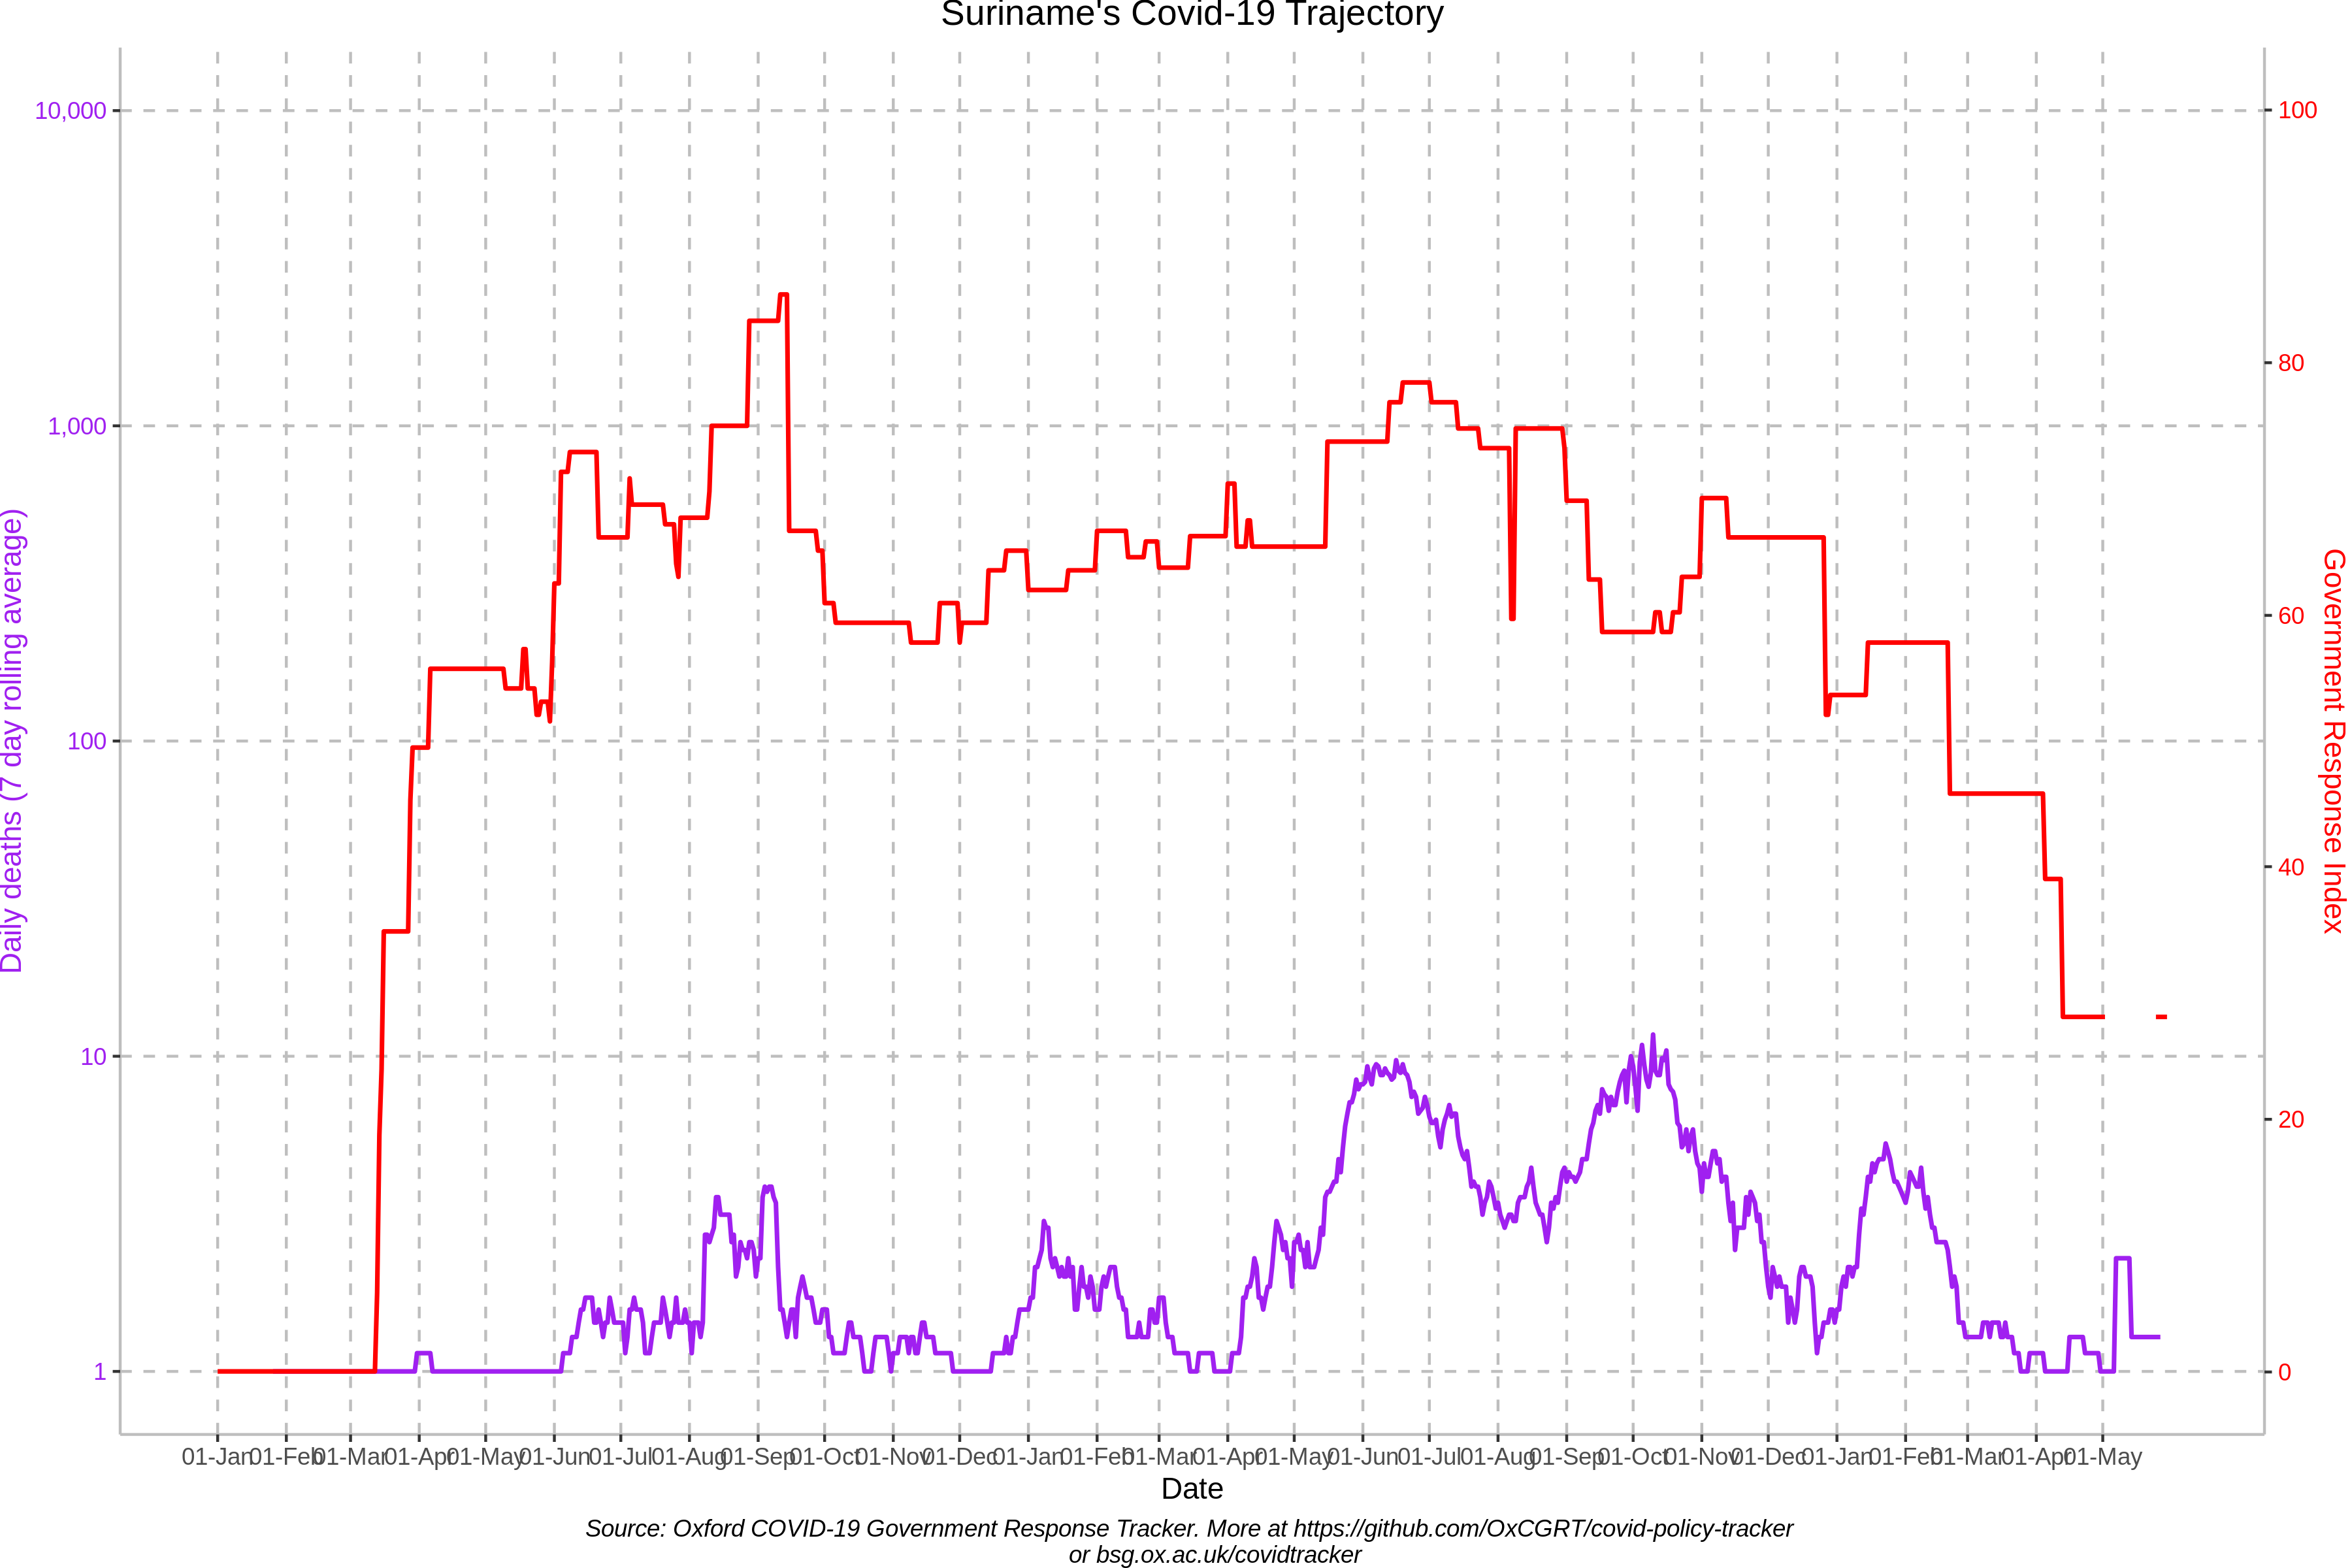 Suriname's Covid-19 Trajectory
10,000
1,000
100
10
1
Daily deaths (7 day rolling average)
100
80
60
40
20
0
Government Response Index
01-Jan 01-Feb 01-Mar 01-Apr 01-May 01-Jun 01-Jul 01-Aug 01-Sep 01-Oct 01-Nov 01-Dec 01-Jan 01-Feb 01-Mar 01-Apr 01-May 01-Jun 01-Jul 01-Aug 01-Sep 01-Oct 01-Nov 01-Dec 01-Jan 01-Feb 01-Mar 01-Apr 01-May
Date
Source: Oxford COVID-19 Government Response Tracker. More at https://github.com/OxCGRT/covid-policy-tracker
or bsg.ox.ac.uk/covidtracker